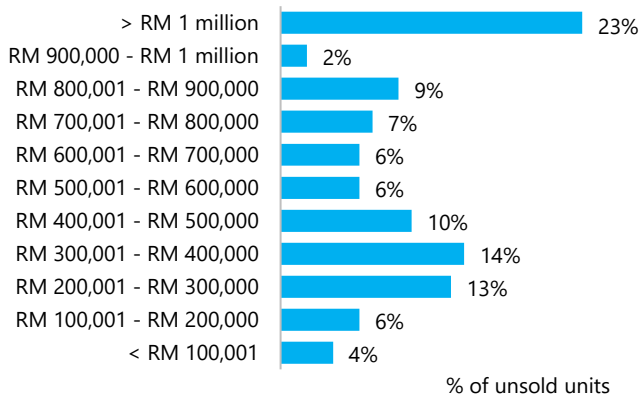 > RM 1 million 23%
RM 900,000 - RM 1 million 2%
RM 800,001 - RM 900,000 9%
RM 700,001 - RM 800,000 7%
RM 600,001 - RM 700,000 6%
RM 500,001 - RM 600,000 6%
RM 400,001 - RM 500,000 10%
RM 300,001 - RM 400,000 14%
RM 200,001 - RM 300,000 13%
RM 100,001 - RM 200,000 6%
< RM 100,001 4%
% of unsold units